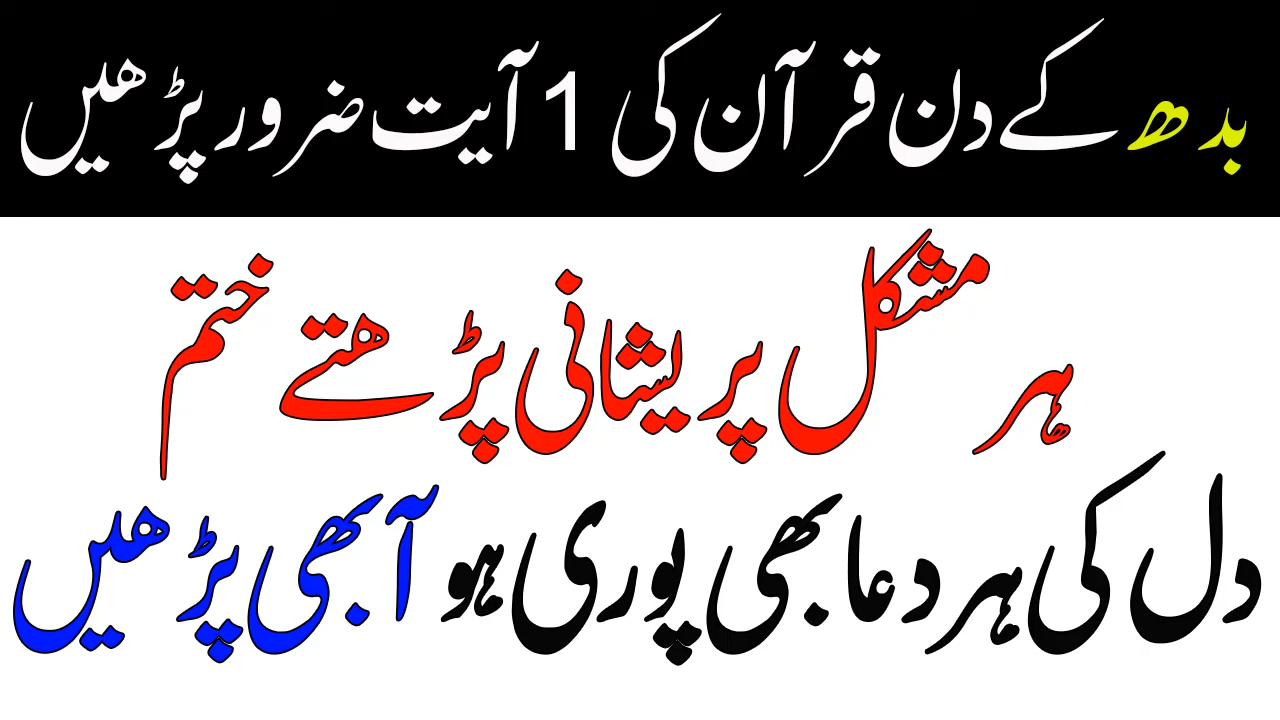 بدھ کے دن قرآن کی 1 آیت ضرور پڑھیں
ہر مشکل پریشانی پڑھتے ختم
دل کی ہر دعا بھی پوری ہو آبھی پڑھیں